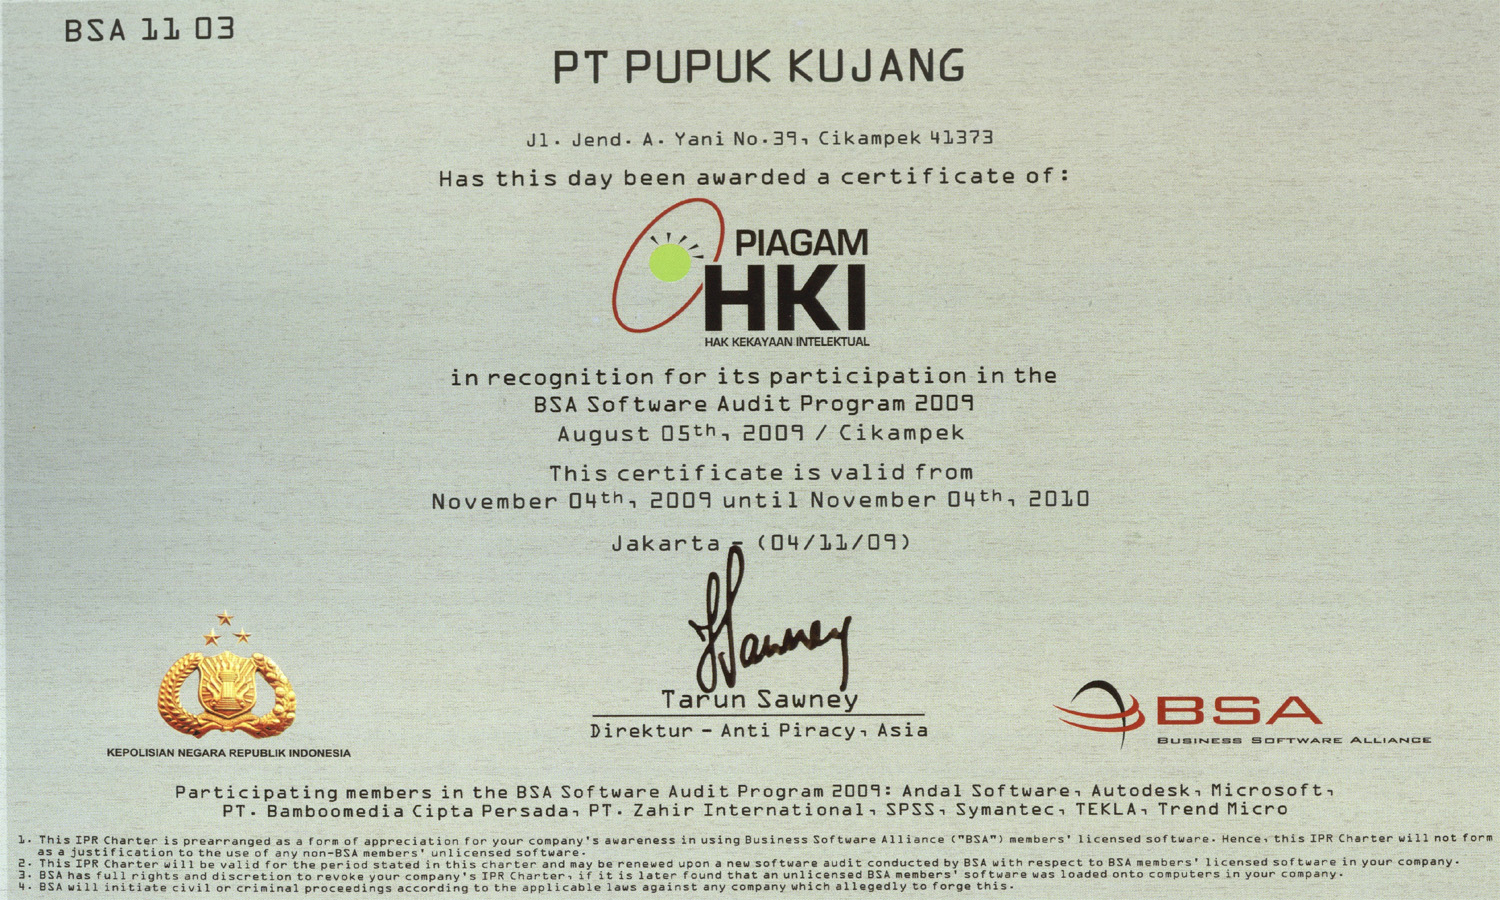 BSA 11 03
PT PUPUK KUJANG
Jl. Jend. A. Yani No.39, Cikampek 41373
Has this day been awarded a certificate of:
PIAGAM
HKI
HAK KEKAYAAN INTELEKTUAL
in recognition for its participation in the
BSA Software Audit Program 2009
August 05th, 2009 / Cikampek
This certificate is valid from
November 04th, 2009 until November 04th, 2010
Jakarta - (04/11/09)
TSawney
Tarun Sawney
Direktur - Anti Piracy, Asia
KEPOLISIAN NEGARA REPUBLIK INDONESIA
BSA
BUSINESS SOFTWARE ALLIANCE
Participating members in the BSA Software Audit Program 2009: Andal Software, Autodesk, Microsoft,
PT. Bamboomedia Cipta Persada, PT. Zahir International, SPSS, Symantec, TEKLA, Trend Micro
1. This IPR Charter is prearranged as a form of appreciation for your company's awareness in using Business Software Alliance ("BSA") members' licensed software. Hence, this IPR Charter will not form
as a justification to the use of any non-BSA members' unlicensed software.
2. This IPR Charter will be valid for the period stated in this charter and may be renewed upon a new software audit conducted by BSA with respect to BSA members' licensed software in your company.
3. BSA has full rights and discretion to revoke your company's IPR Charter, if it is later found that an unlicensed BSA members' software was loaded onto computers in your company.
4. BSA will initiate civil or criminal proceedings according to the applicable laws against any company which allegedly to forge this.